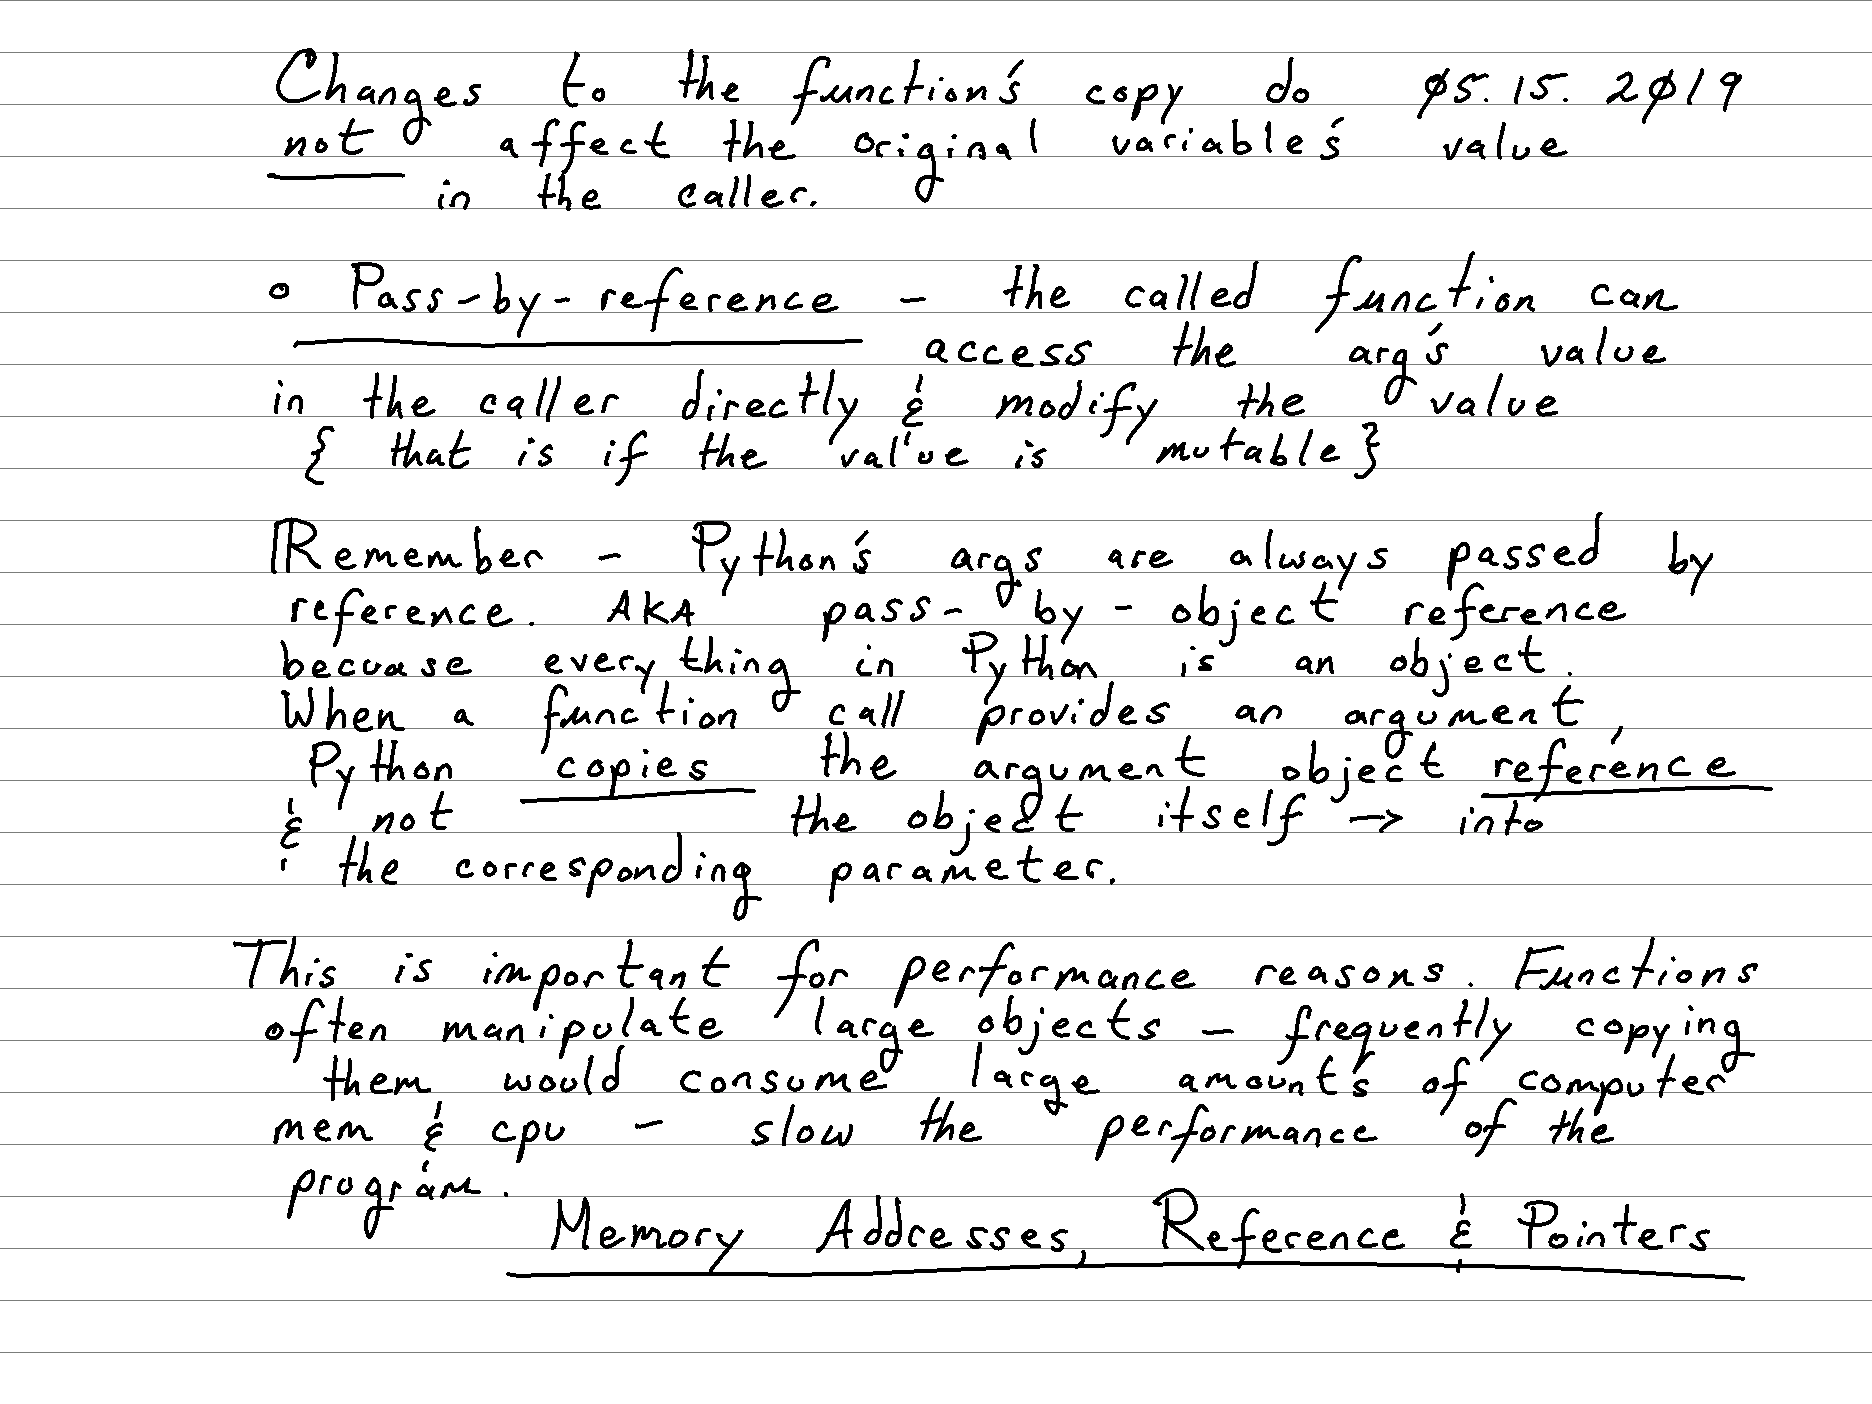 Changes to the function's copy do ø5.15.2ø19
not affect the original variable's value
in the caller.
o Pass-by-reference - the called function can
access the arg's value
in the caller directly & modify the value
{ that is if the value is mutable }
Remember - Python's args are always passed by
reference. AKA pass-by-object reference
becuase everything in Python is an object.
When a function call provides an argument,
Python copies the argument object reference
& not the object itself → into
the corresponding parameter.
This is important for performance reasons. Functions
often manipulate large objects - frequently copying
them would consume large amounts of computer
mem & cpu - slow the performance of the
program.
Memory Addresses, Reference & Pointers